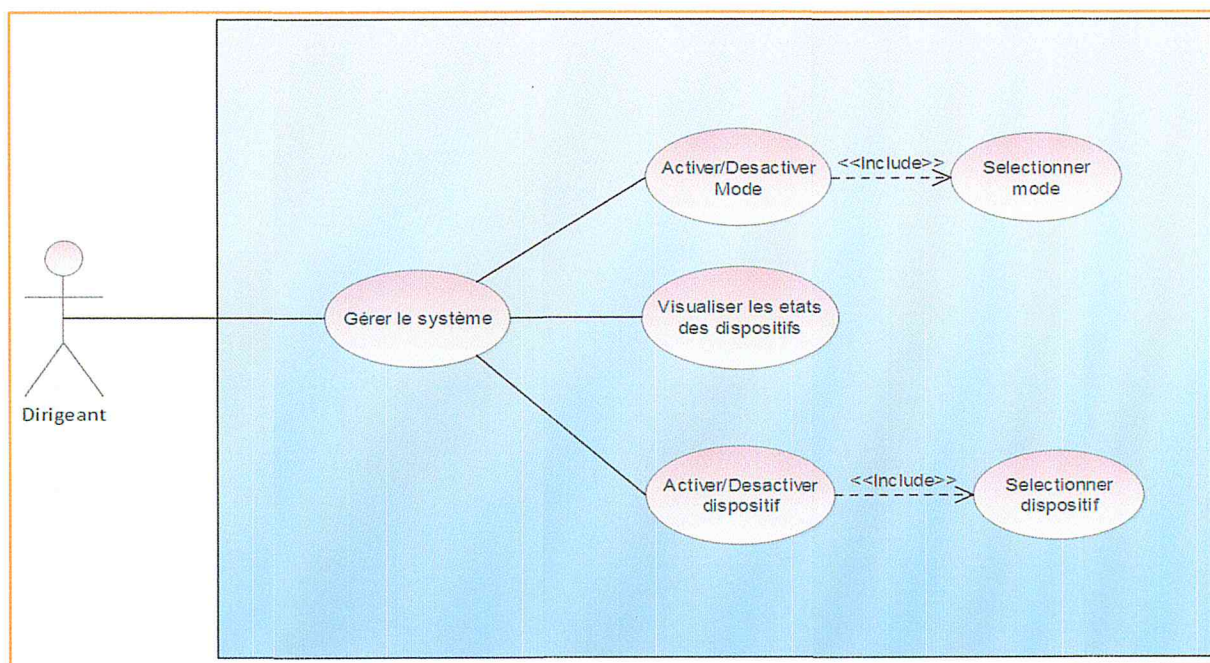 Activer/Desactiver
Mode
<<Include>>
Selectionner
mode
Gérer le système
Visualiser les etats
des dispositifs
Dirigeant
Activer/Desactiver
dispositif
<<Include>>
Selectionner
dispositif